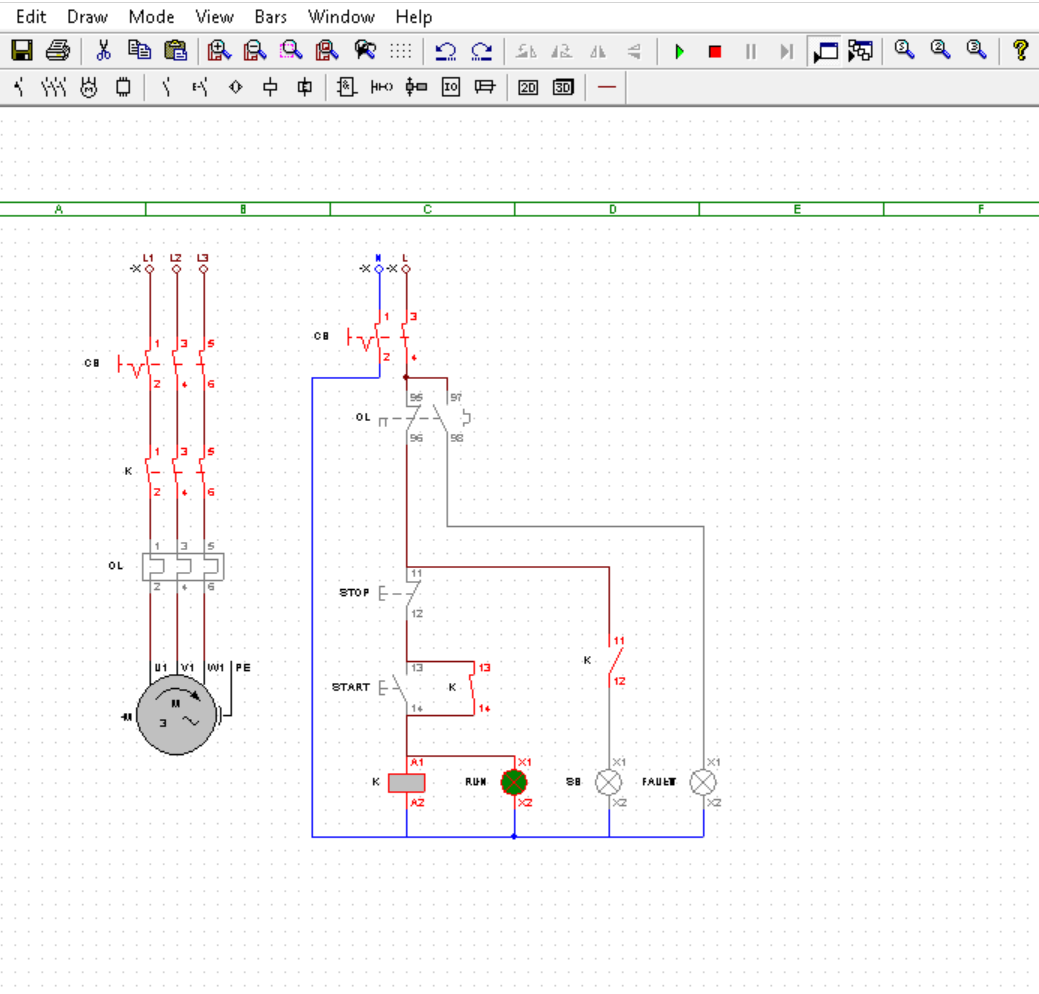 Edit Draw Mode View Bars Window Help
2D 3D
A B C D E F
L1 L2 L3 N L
-X -X -X
1 3
CB
2 4
1 3 5
CB
2 4 6
95 97
OL
96 98
1 3 5
K
2 4 6
1 3 5
OL
2 4 6
11
STOP
12
11
K
12
U1 V1 W1 PE
13 13
START K
14 14
M
-M 3
A1 X1 X1 X1
K RUN SB FAULT
A2 X2 X2 X2